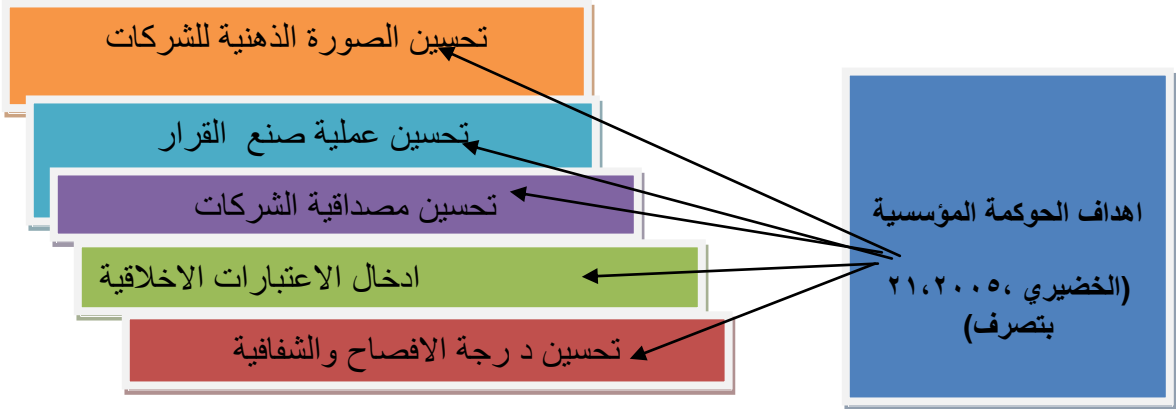 تحسين الصورة الذهنية للشركات
تحسين عملية صنع القرار
تحسين مصداقية الشركات
ادخال الاعتبارات الاخلاقية
تحسين د رجة الافصاح والشفافية
اهداف الحوكمة المؤسسية
(الخضيري ،٢١،٢٠٠٥
بتصرف)